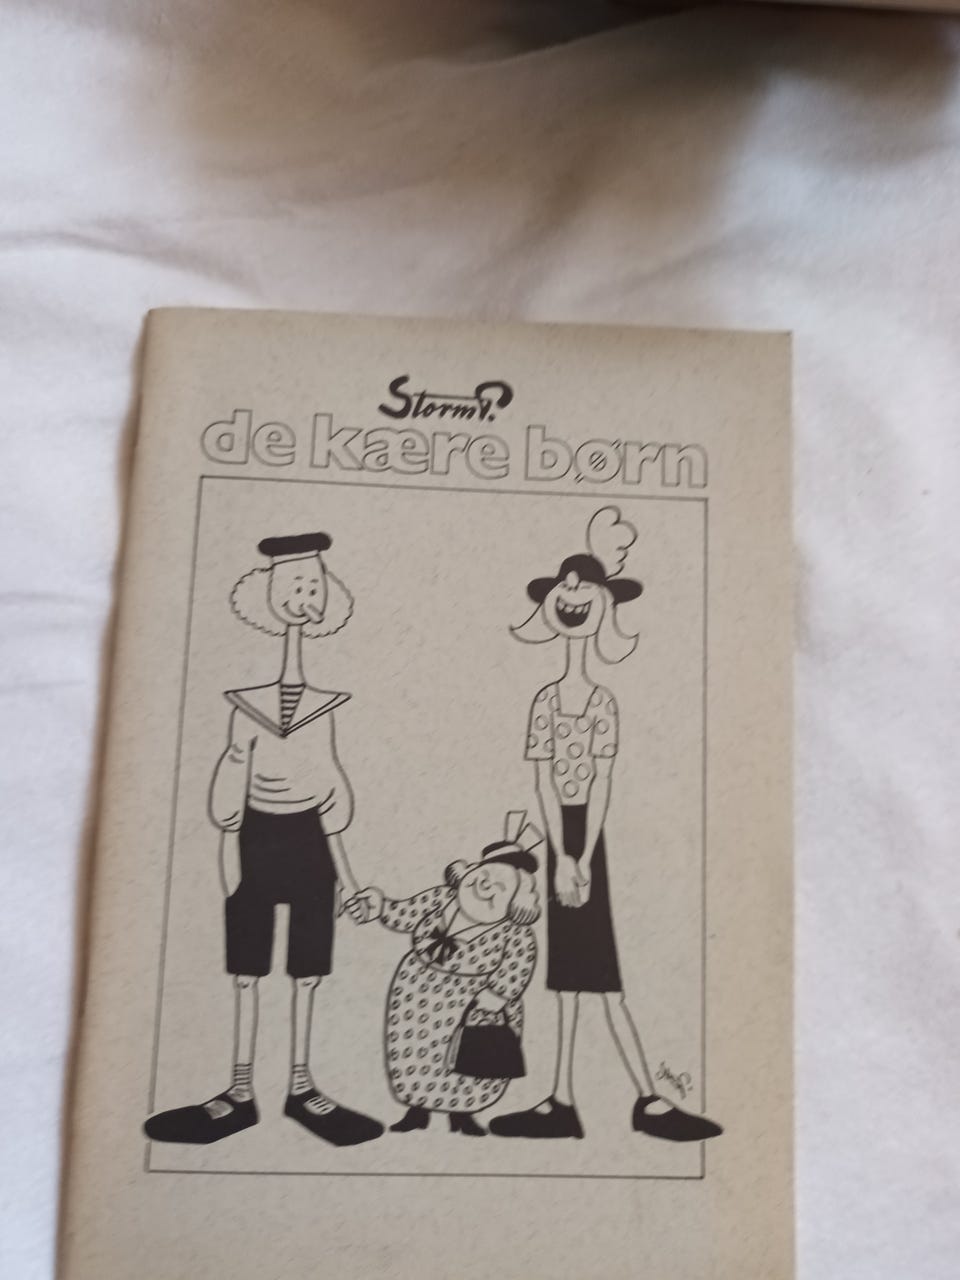 Storm P.
de kære børn